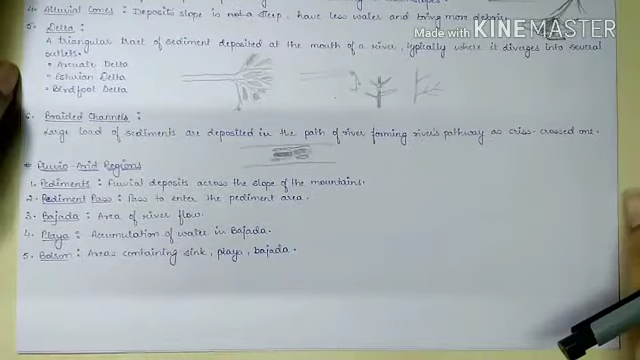 4. Alluvial Cones : Deposits slope is not a steep, have less water and bring more debris
Made with KINEMASTER
5. Delta :
A triangular tract of sediment deposited at the mouth of a river, typically where it diverges into several
outlets.
• Arcuate Delta
• Esturian Delta
• Birdfoot Delta
6. Braided Channels :
Large load of sediments are deposited in the path of river forming river's pathway as criss-crossed one.
* Fluvio-Arid Regions
1. Pediments : Fluvial deposits across the slope of the mountains.
2. Pediment Pass : Pass to enter the pediment area.
3. Bajada : Area of river flow.
4. Playa : Accumulation of water in Bajada.
5. Bolson : Areas containing sink, playa, bajada.